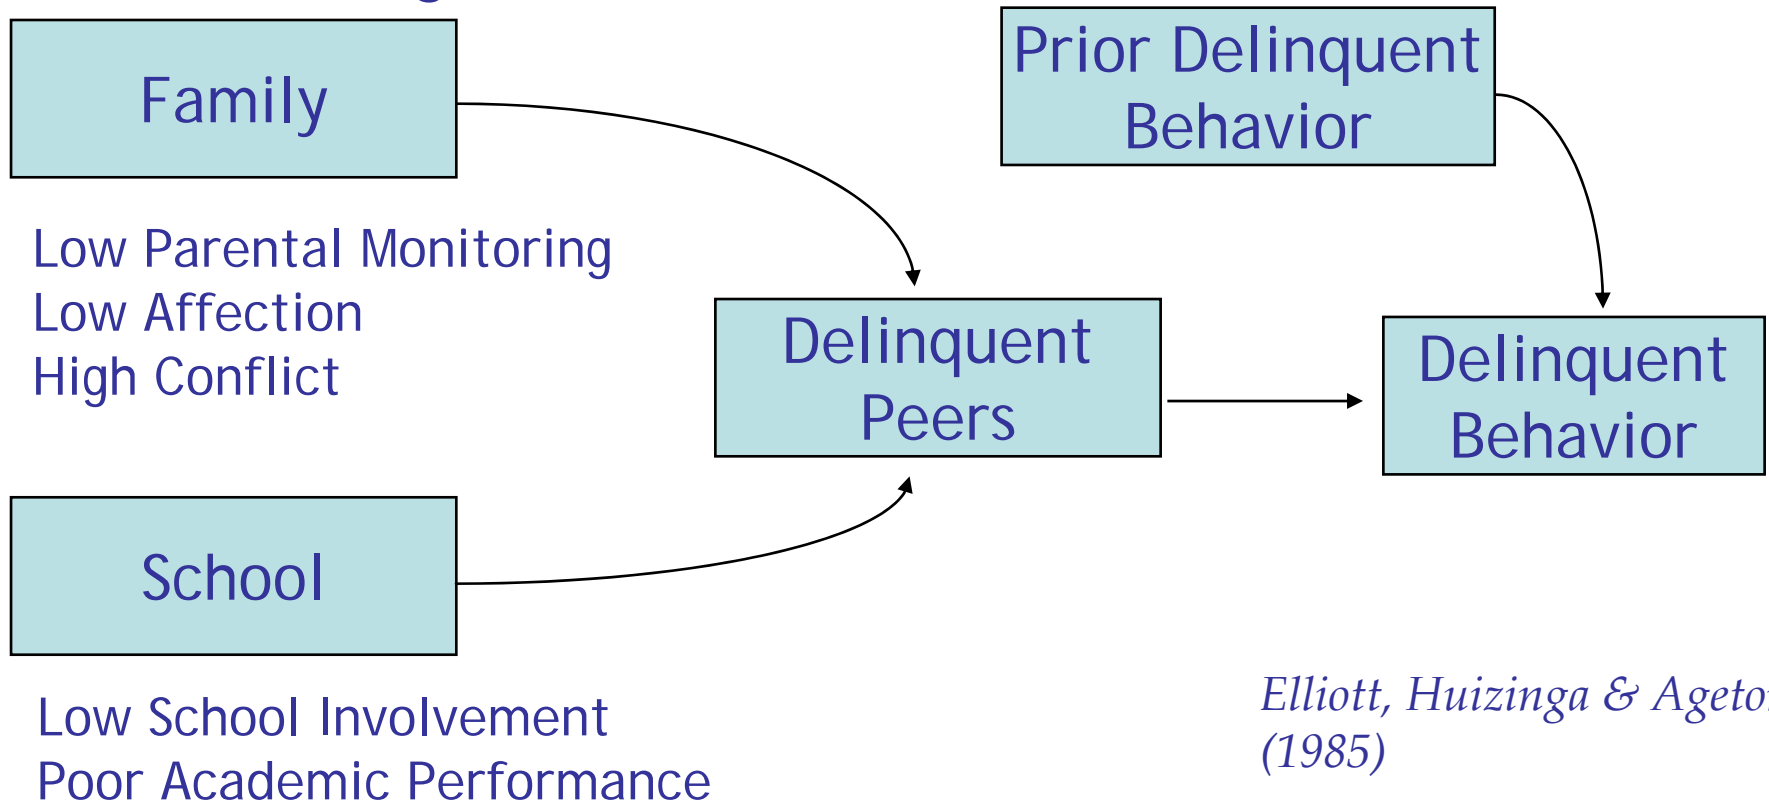 Family
Prior Delinquent
Behavior
Low Parental Monitoring
Low Affection
High Conflict
Delinquent
Peers
Delinquent
Behavior
School
Low School Involvement
Poor Academic Performance
Elliott, Huizinga & Ageto
(1985)